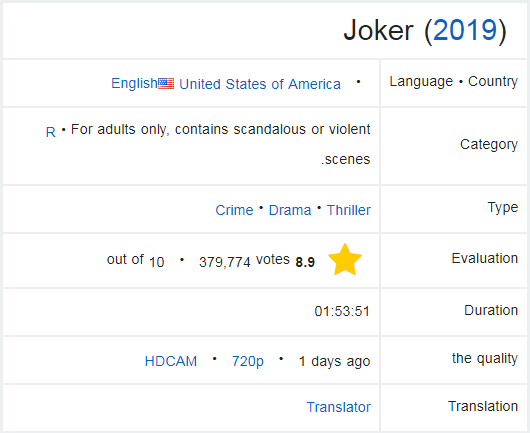 Joker (2019)
Language • Country
English United States of America •
Category
R • For adults only, contains scandalous or violent
.scenes
Type
Crime • Drama • Thriller
Evaluation
out of 10 • 379,774 votes 8.9
Duration
01:53:51
the quality
HDCAM • 720p • 1 days ago
Translation
Translator